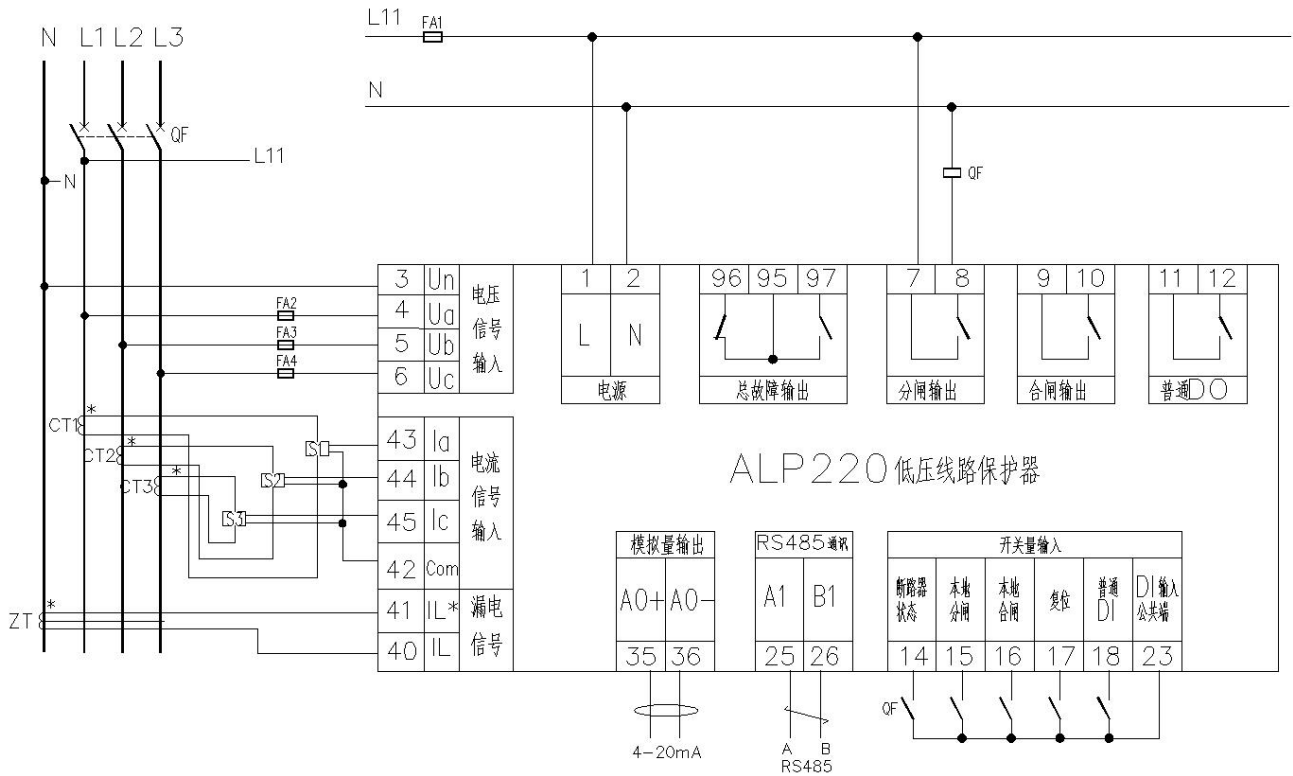 L11
FA1
N L1 L2 L3
N
QF
L11
N
QF
3 Un
4 Ua
5 Ub
6 Uc
电压
信号
输入
FA2
FA3
FA4
1 2
L N
电源
96 95 97
总故障输出
7 8
分闸输出
9 10
合闸输出
11 12
普通DO
CT1 *
CT2 *
CT3 *
S1
S2
S3
43 Ia
44 Ib
45 Ic
42 Com
电流
信号
输入
ALP220低压线路保护器
ZT *
41 IL*
40 IL
漏电
信号
模拟量输出
AO+ AO-
35 36
4-20mA
RS485通讯
A1 B1
25 26
A B
RS485
开关量输入
断路器
状态
本地
分闸
本地
合闸
复位
普通
DI
DI输入
公共端
14 15 16 17 18 23
QF